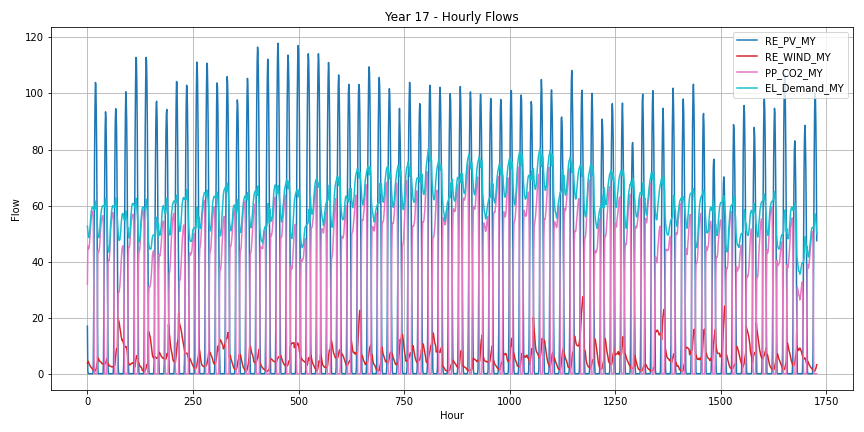 Year 17 - Hourly Flows
RE_PV_MY
RE_WIND_MY
PP_CO2_MY
EL_Demand_MY
Flow
120
100
80
60
40
20
0
0
250
500
750
1000
1250
1500
1750
Hour